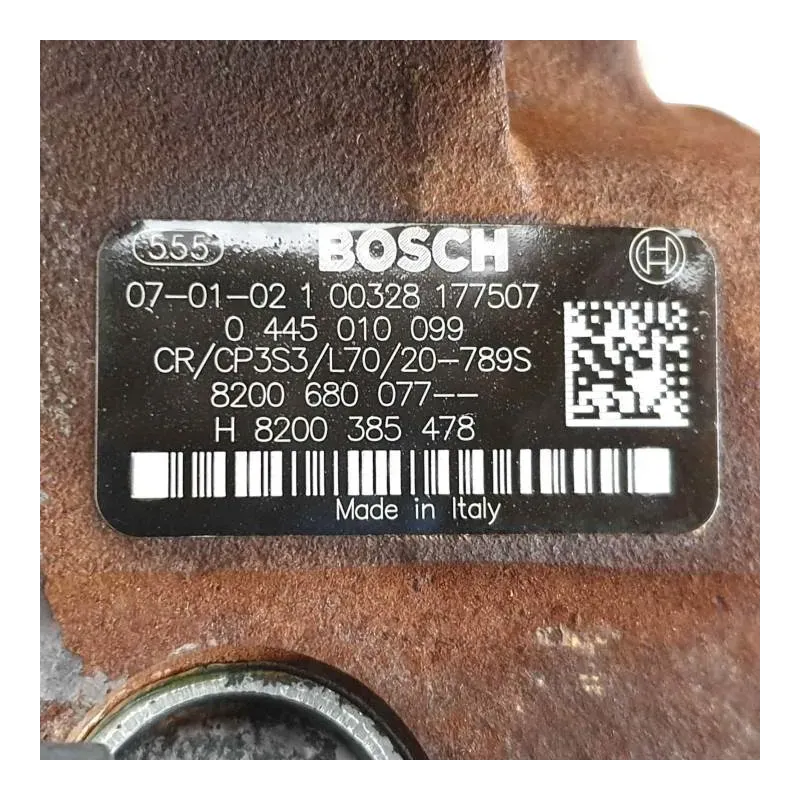 555 BOSCH
07-01-02 1 00328 177507
0 445 010 099
CR/CP3S3/L70/20-789S
8200 680 077--
H 8200 385 478
Made in Italy